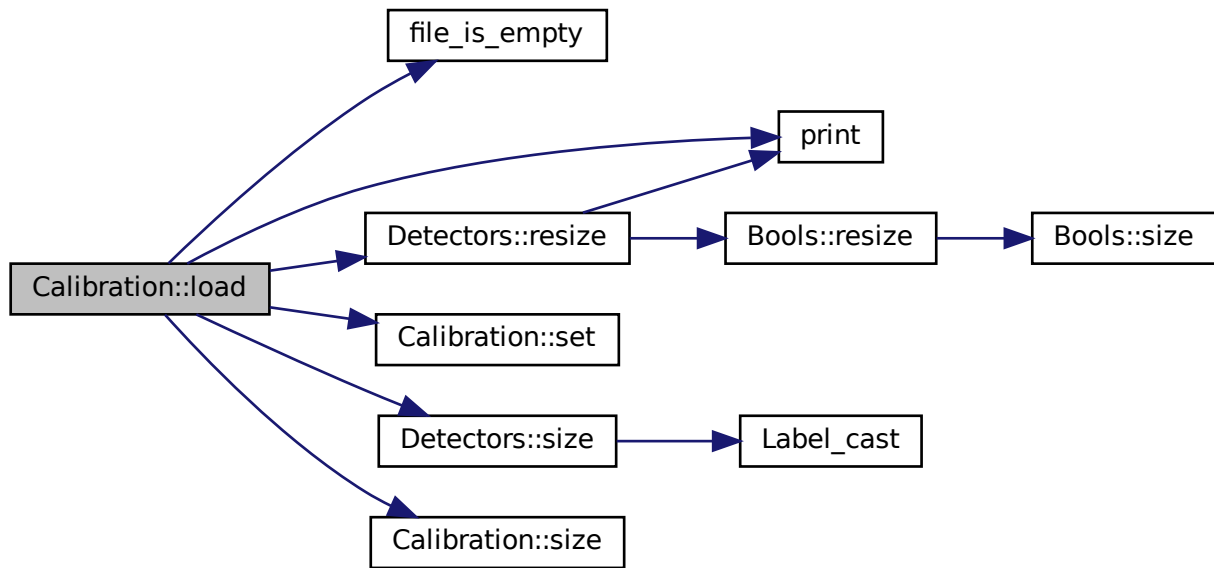 file_is_empty
print
Detectors::resize
Bools::resize
Bools::size
Calibration::load
Calibration::set
Detectors::size
Label_cast
Calibration::size